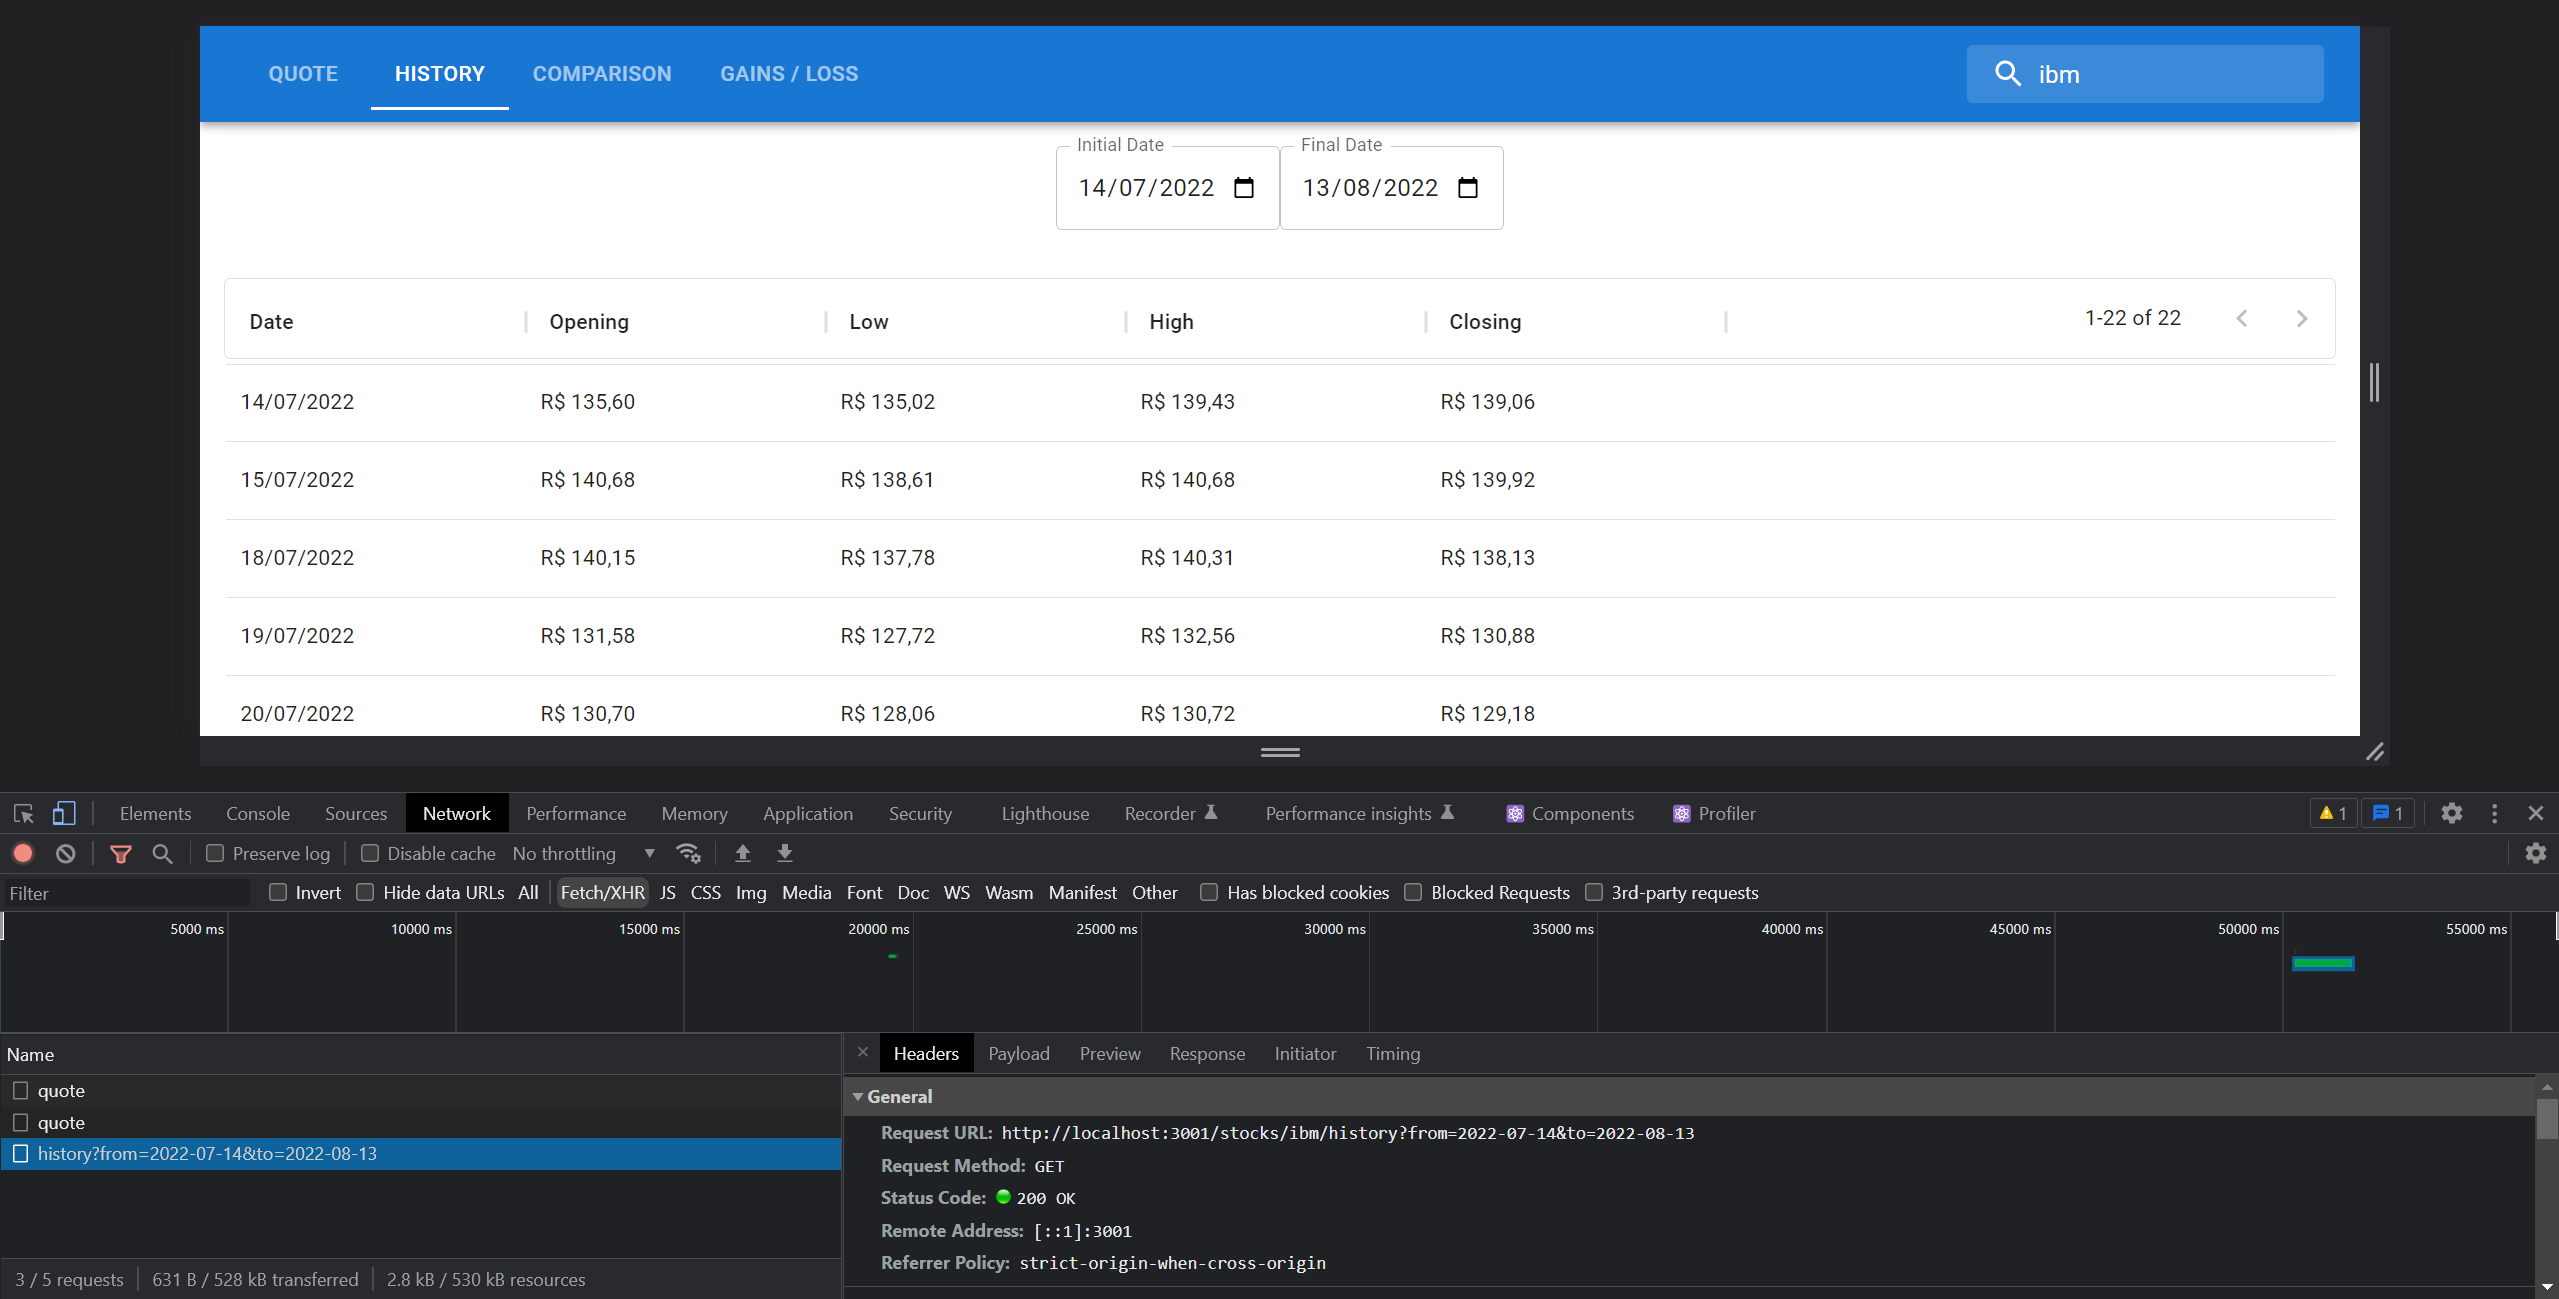 QUOTE HISTORY COMPARISON GAINS / LOSS ibm
Initial Date Final Date
14/07/2022 13/08/2022
Date Opening Low High Closing 1-22 of 22
14/07/2022 R$ 135,60 R$ 135,02 R$ 139,43 R$ 139,06
15/07/2022 R$ 140,68 R$ 138,61 R$ 140,68 R$ 139,92
18/07/2022 R$ 140,15 R$ 137,78 R$ 140,31 R$ 138,13
19/07/2022 R$ 131,58 R$ 127,72 R$ 132,56 R$ 130,88
20/07/2022 R$ 130,70 R$ 128,06 R$ 130,72 R$ 129,18
Elements Console Sources Network Performance Memory Application Security Lighthouse Recorder Performance insights Components Profiler 1 1
Preserve log Disable cache No throttling
Filter Invert Hide data URLs All Fetch/XHR JS CSS Img Media Font Doc WS Wasm Manifest Other Has blocked cookies Blocked Requests 3rd-party requests
5000 ms 10000 ms 15000 ms 20000 ms 25000 ms 30000 ms 35000 ms 40000 ms 45000 ms 50000 ms 55000 ms
Name
quote
quote
history?from=2022-07-14&to=2022-08-13
3 / 5 requests 631 B / 528 kB transferred 2.8 kB / 530 kB resources
Headers Payload Preview Response Initiator Timing
General
Request URL: http://localhost:3001/stocks/ibm/history?from=2022-07-14&to=2022-08-13
Request Method: GET
Status Code: 200 OK
Remote Address: [::1]:3001
Referrer Policy: strict-origin-when-cross-origin